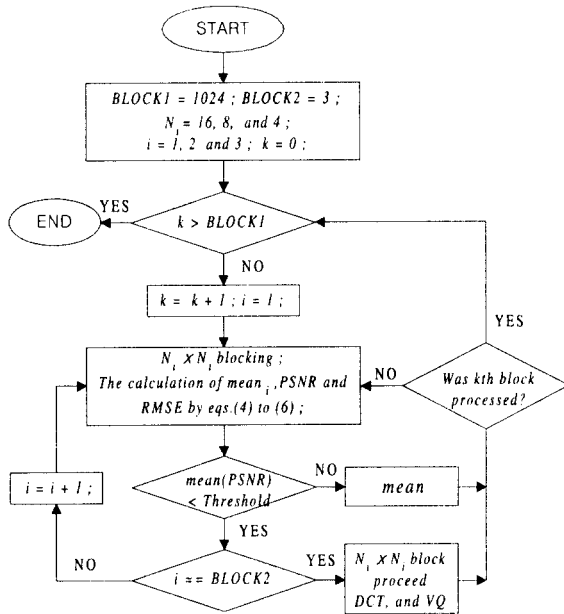 START
BLOCK1 = 1024 ; BLOCK2 = 3 ;
N_i = 16, 8, and 4 ;
i = 1, 2 and 3 ; k = 0 ;
END
YES
k > BLOCK1
NO
k = k + 1 ; i = 1 ;
YES
N_i × N_i blocking ;
The calculation of mean_i , PSNR and
RMSE by eqs.(4) to (6) ;
NO
Was kth block
processed?
i = i + 1 ;
mean(PSNR)
< Threshold
NO
mean
YES
NO
i == BLOCK2
YES
N_i × N_i block
proceed
DCT, and VQ